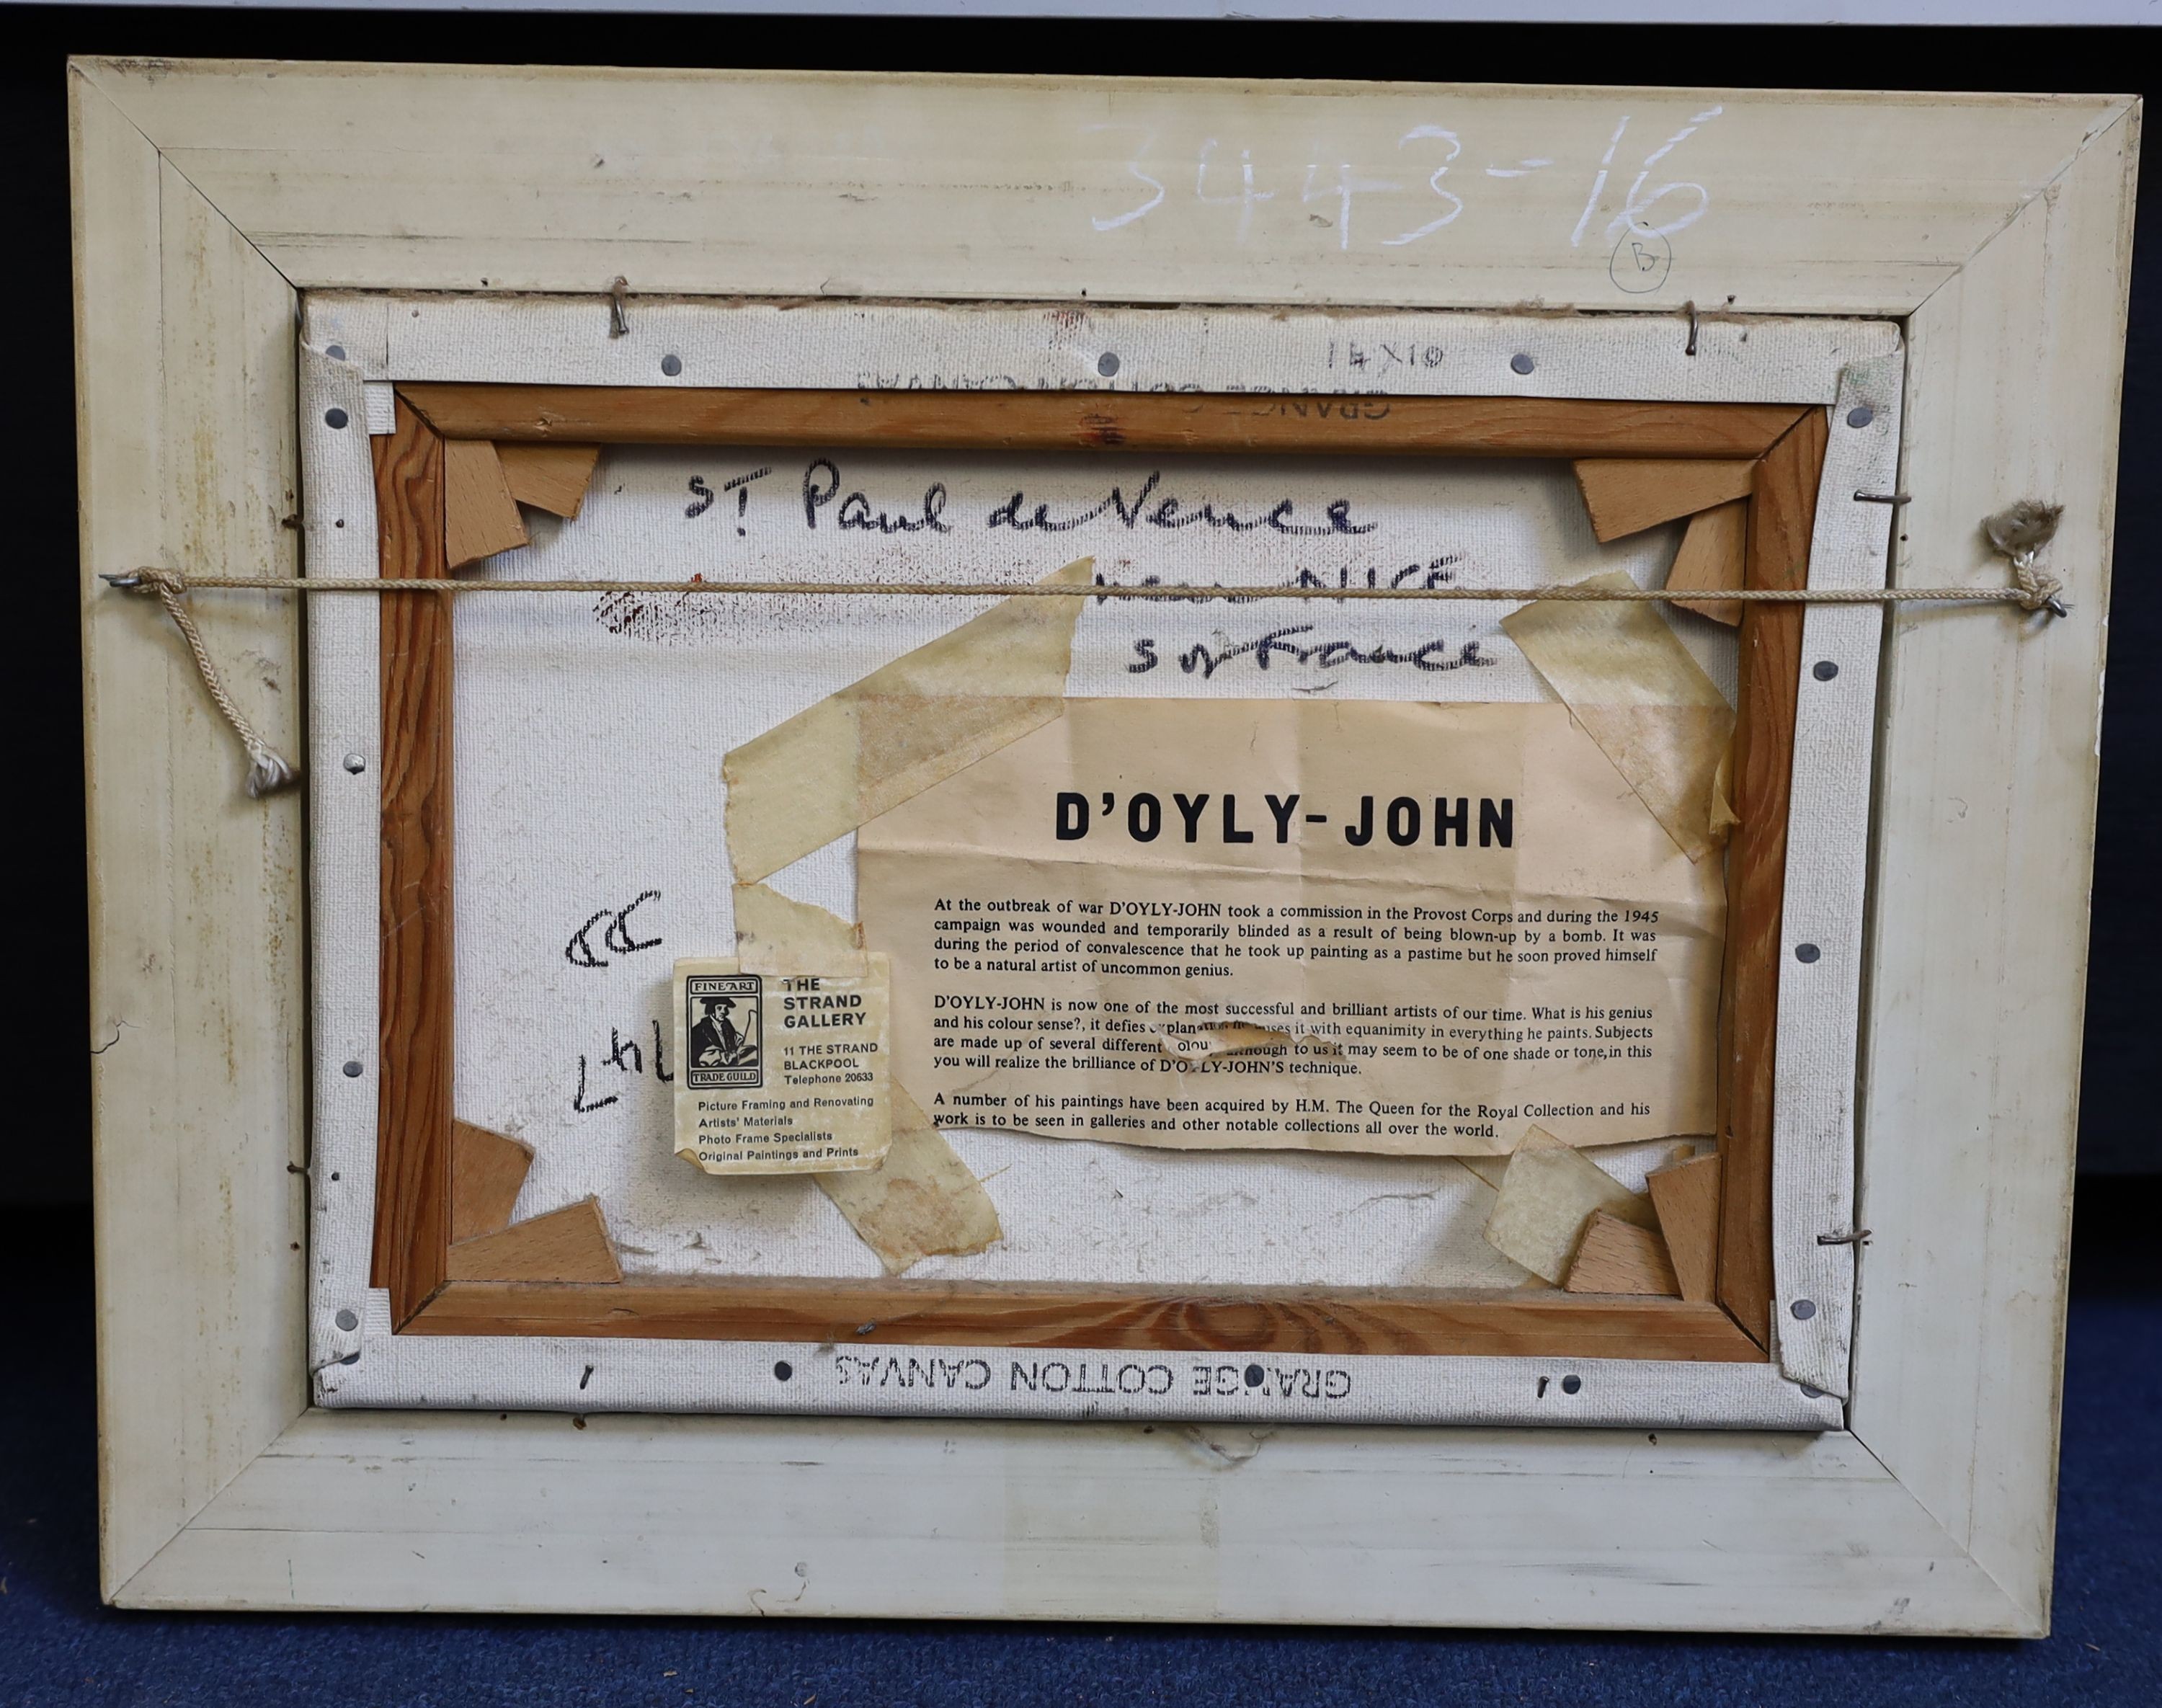 3443-16
B
14X10
GRANGE COTTON CANVAS
ST Paul de Vence
near NICE
S of France
D'OYLY-JOHN
At the outbreak of war D'OYLY-JOHN took a commission in the Provost Corps and during the 1945
campaign was wounded and temporarily blinded as a result of being blown-up by a bomb. It was
during the period of convalescence that he took up painting as a pastime but he soon proved himself
to be a natural artist of uncommon genius.
D'OYLY-JOHN is now one of the most successful and brilliant artists of our time. What is his genius
and his colour sense?, it defies it with equanimity in everything he paints. Subjects
are made up of several different to us it may seem to be of one shade or tone, in this
you will realize the brilliance of D'OYLY-JOHN'S technique.
A number of his paintings have been acquired by H.M. The Queen for the Royal Collection and his
work is to be seen in galleries and other notable collections all over the world.
FINE ART
TRADE GUILD
THE
STRAND
GALLERY
11 THE STRAND
BLACKPOOL
Telephone 20633
Picture Framing and Renovating
Artists' Materials
Photo Frame Specialists
Original Paintings and Prints
GRANGE COTTON CANVAS